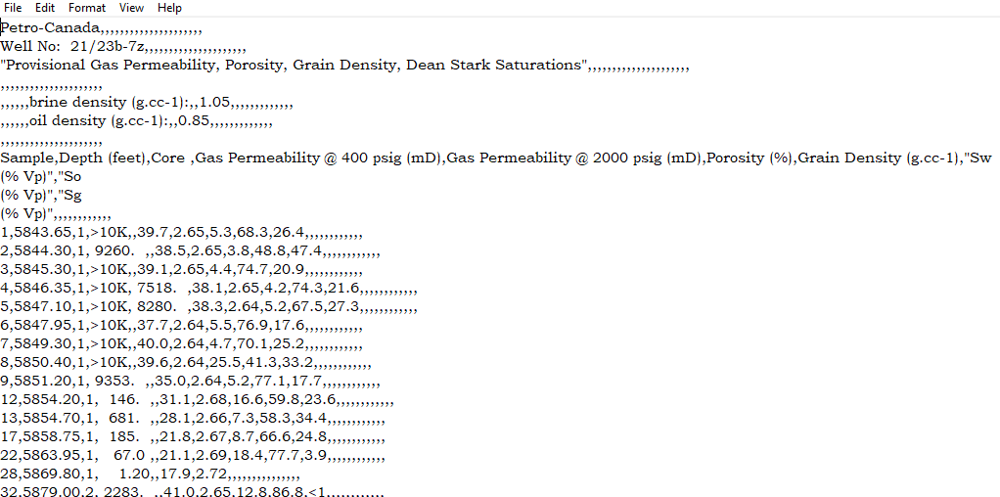 File Edit Format View Help
Petro-Canada,,,,,,,,,,,,,,,,,,,,,
Well No:  21/23b-7z,,,,,,,,,,,,,,,,,,,,,
"Provisional Gas Permeability, Porosity, Grain Density, Dean Stark Saturations",,,,,,,,,,,,,,,,,,,,,
,,,,,,,,,,,,,,,,,,,,,
,,,,,,brine density (g.cc-1):,,1.05,,,,,,,,,,,,,
,,,,,,oil density (g.cc-1):,,0.85,,,,,,,,,,,,,
,,,,,,,,,,,,,,,,,,,,,
Sample,Depth (feet),Core ,Gas Permeability @ 400 psig (mD),Gas Permeability @ 2000 psig (mD),Porosity (%),Grain Density (g.cc-1),"Sw
(% Vp)","So
(% Vp)","Sg
(% Vp)",,,,,,,,,,,,
1,5843.65,1,>10K,,39.7,2.65,5.3,68.3,26.4,,,,,,,,,,,,
2,5844.30,1, 9260.  ,,38.5,2.65,3.8,48.8,47.4,,,,,,,,,,,,
3,5845.30,1,>10K,,39.1,2.65,4.4,74.7,20.9,,,,,,,,,,,,
4,5846.35,1,>10K, 7518.  ,38.1,2.65,4.2,74.3,21.6,,,,,,,,,,,,
5,5847.10,1,>10K, 8280.  ,38.3,2.64,5.2,67.5,27.3,,,,,,,,,,,,
6,5847.95,1,>10K,,37.7,2.64,5.5,76.9,17.6,,,,,,,,,,,,
7,5849.30,1,>10K,,40.0,2.64,4.7,70.1,25.2,,,,,,,,,,,,
8,5850.40,1,>10K,,39.6,2.64,25.5,41.3,33.2,,,,,,,,,,,,
9,5851.20,1, 9353.  ,,35.0,2.64,5.2,77.1,17.7,,,,,,,,,,,,
12,5854.20,1,  146.  ,,31.1,2.68,16.6,59.8,23.6,,,,,,,,,,,,
13,5854.70,1,  681.  ,,28.1,2.66,7.3,58.3,34.4,,,,,,,,,,,,
17,5858.75,1,  185.  ,,21.8,2.67,8.7,66.6,24.8,,,,,,,,,,,,
22,5863.95,1,   67.0 ,,21.1,2.69,18.4,77.7,3.9,,,,,,,,,,,,
28,5869.80,1,    1.20,,17.9,2.72,,,,,,,,,,,,,,,
32,5879.00,2, 2283.  ,,41.0,2.65,12.8,86.8,<1,,,,,,,,,,,,